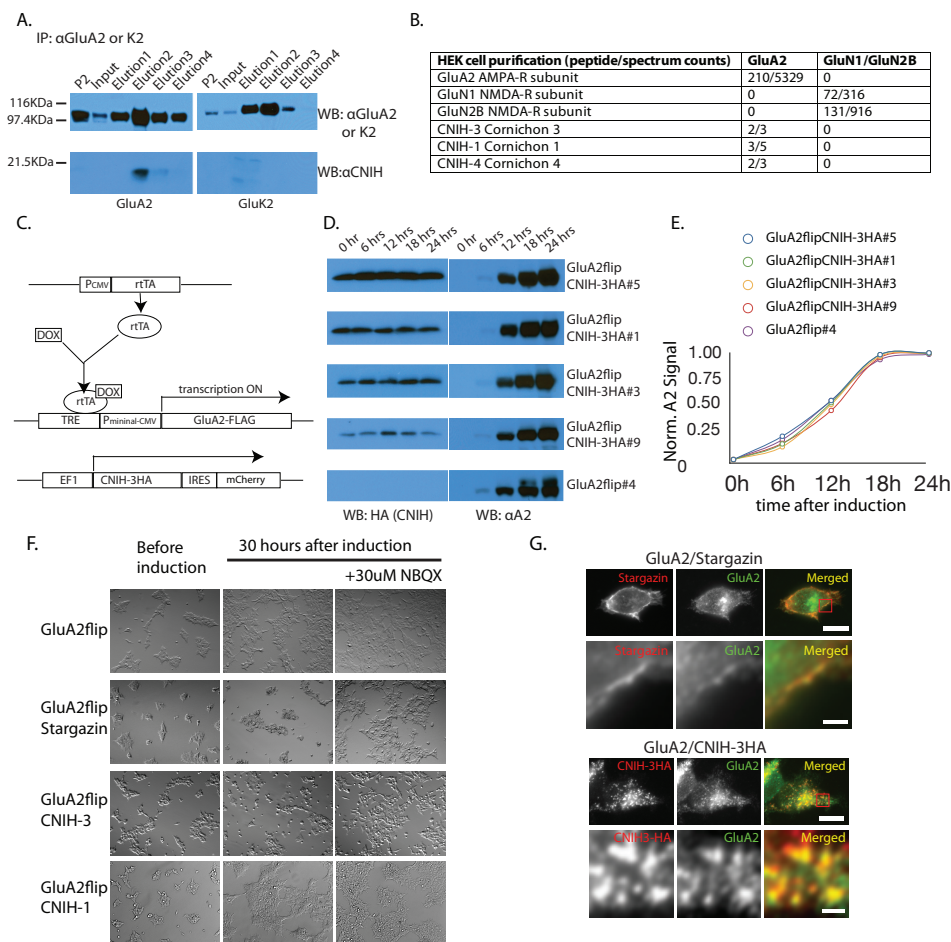 A.
IP: αGluA2 or K2
P2 Input Elution1 Elution2 Elution3 Elution4
P2 Input Elution1 Elution2 Elution3 Elution4
116KDa
97.4KDa
WB: αGluA2
or K2
21.5KDa
WB:αCNIH
GluA2
GluK2
B.
HEK cell purification (peptide/spectrum counts) GluA2 GluN1/GluN2B
GluA2 AMPA-R subunit 210/5329 0
GluN1 NMDA-R subunit 0 72/316
GluN2B NMDA-R subunit 0 131/916
CNIH-3 Cornichon 3 2/3 0
CNIH-1 Cornichon 1 3/5 0
CNIH-4 Cornichon 4 2/3 0
C.
PCMV rtTA
rtTA
DOX
DOX
rtTA
transcription ON
TRE Pmininal-CMV GluA2-FLAG
EF1 CNIH-3HA IRES mCherry
D.
0 hr 6 hrs 12 hrs 18 hrs 24 hrs
0 hr 6 hrs 12 hrs 18 hrs 24 hrs
GluA2flip
CNIH-3HA#5
GluA2flip
CNIH-3HA#1
GluA2flip
CNIH-3HA#3
GluA2flip
CNIH-3HA#9
GluA2flip#4
WB: HA (CNIH)
WB: αA2
E.
GluA2flipCNIH-3HA#5
GluA2flipCNIH-3HA#1
GluA2flipCNIH-3HA#3
GluA2flipCNIH-3HA#9
GluA2flip#4
Norm. A2 Signal
1.00
0.75
0.50
0.25
0
0h 6h 12h 18h 24h
time after induction
F.
Before
induction
30 hours after induction
+30uM NBQX
GluA2flip
GluA2flip
Stargazin
GluA2flip
CNIH-3
GluA2flip
CNIH-1
G.
GluA2/Stargazin
Stargazin GluA2 Merged
Stargazin GluA2 Merged
GluA2/CNIH-3HA
CNIH-3HA GluA2 Merged
CNIH3-HA GluA2 Merged